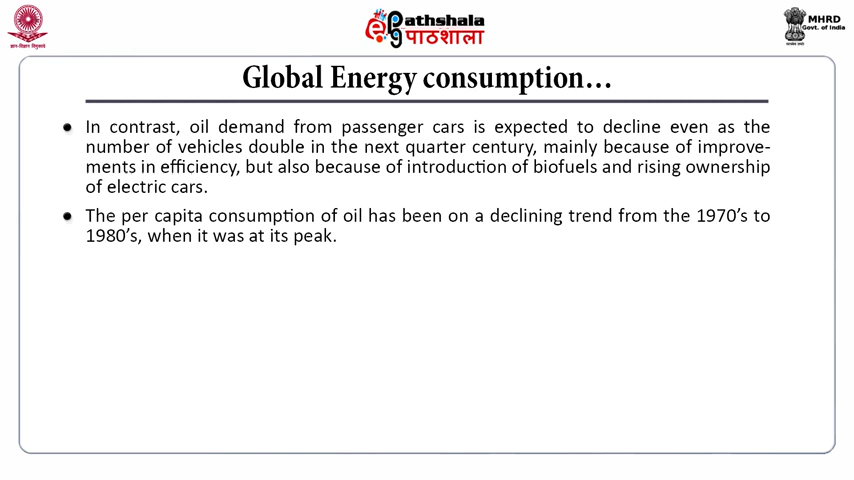 ePathshala
पाठशाला
MHRD
Govt. of India
Global Energy consumption...
In contrast, oil demand from passenger cars is expected to decline even as the
number of vehicles double in the next quarter century, mainly because of improve-
ments in efficiency, but also because of introduction of biofuels and rising ownership
of electric cars.
The per capita consumption of oil has been on a declining trend from the 1970's to
1980's, when it was at its peak.